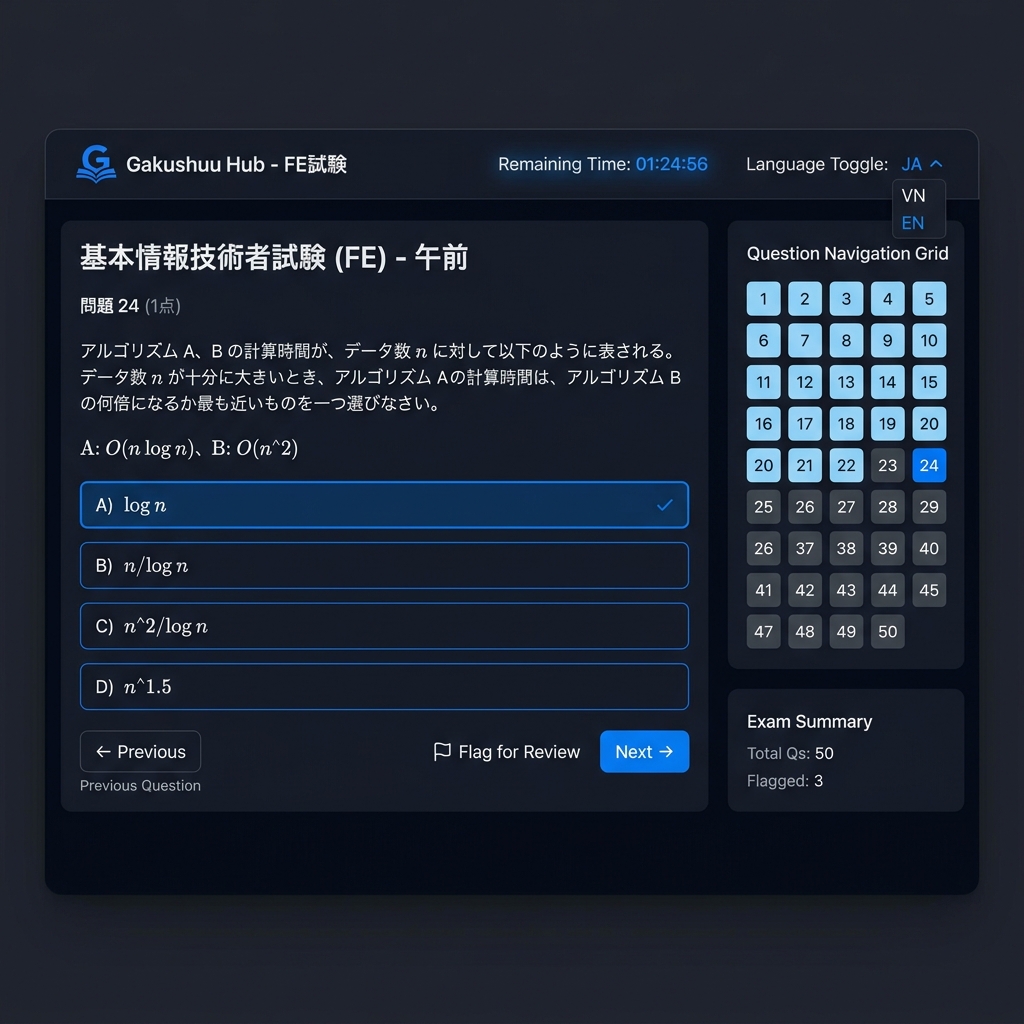 Gakushuu Hub - FE試験
Remaining Time: 01:24:56
Language Toggle: JA
VN
EN
基本情報技術者試験 (FE) - 午前
問題 24 (1点)
アルゴリズム A、B の計算時間が、データ数 n に対して以下のように表される。
データ数 n が十分に大きいとき、アルゴリズム Aの計算時間は、アルゴリズム B
の何倍になるか最も近いものを一つ選びなさい。
A: O(n log n)、B: O(n^2)
A) log n
B) n/log n
C) n^2/log n
D) n^1.5
← Previous
Previous Question
Flag for Review
Next →
Question Navigation Grid
1 2 3 4 5
6 7 8 9 10
11 12 13 14 15
16 17 18 19 20
20 21 22 23 24
25 26 27 28 29
26 37 38 39 40
41 42 43 44 45
47 48 49 50
Exam Summary
Total Qs: 50
Flagged: 3